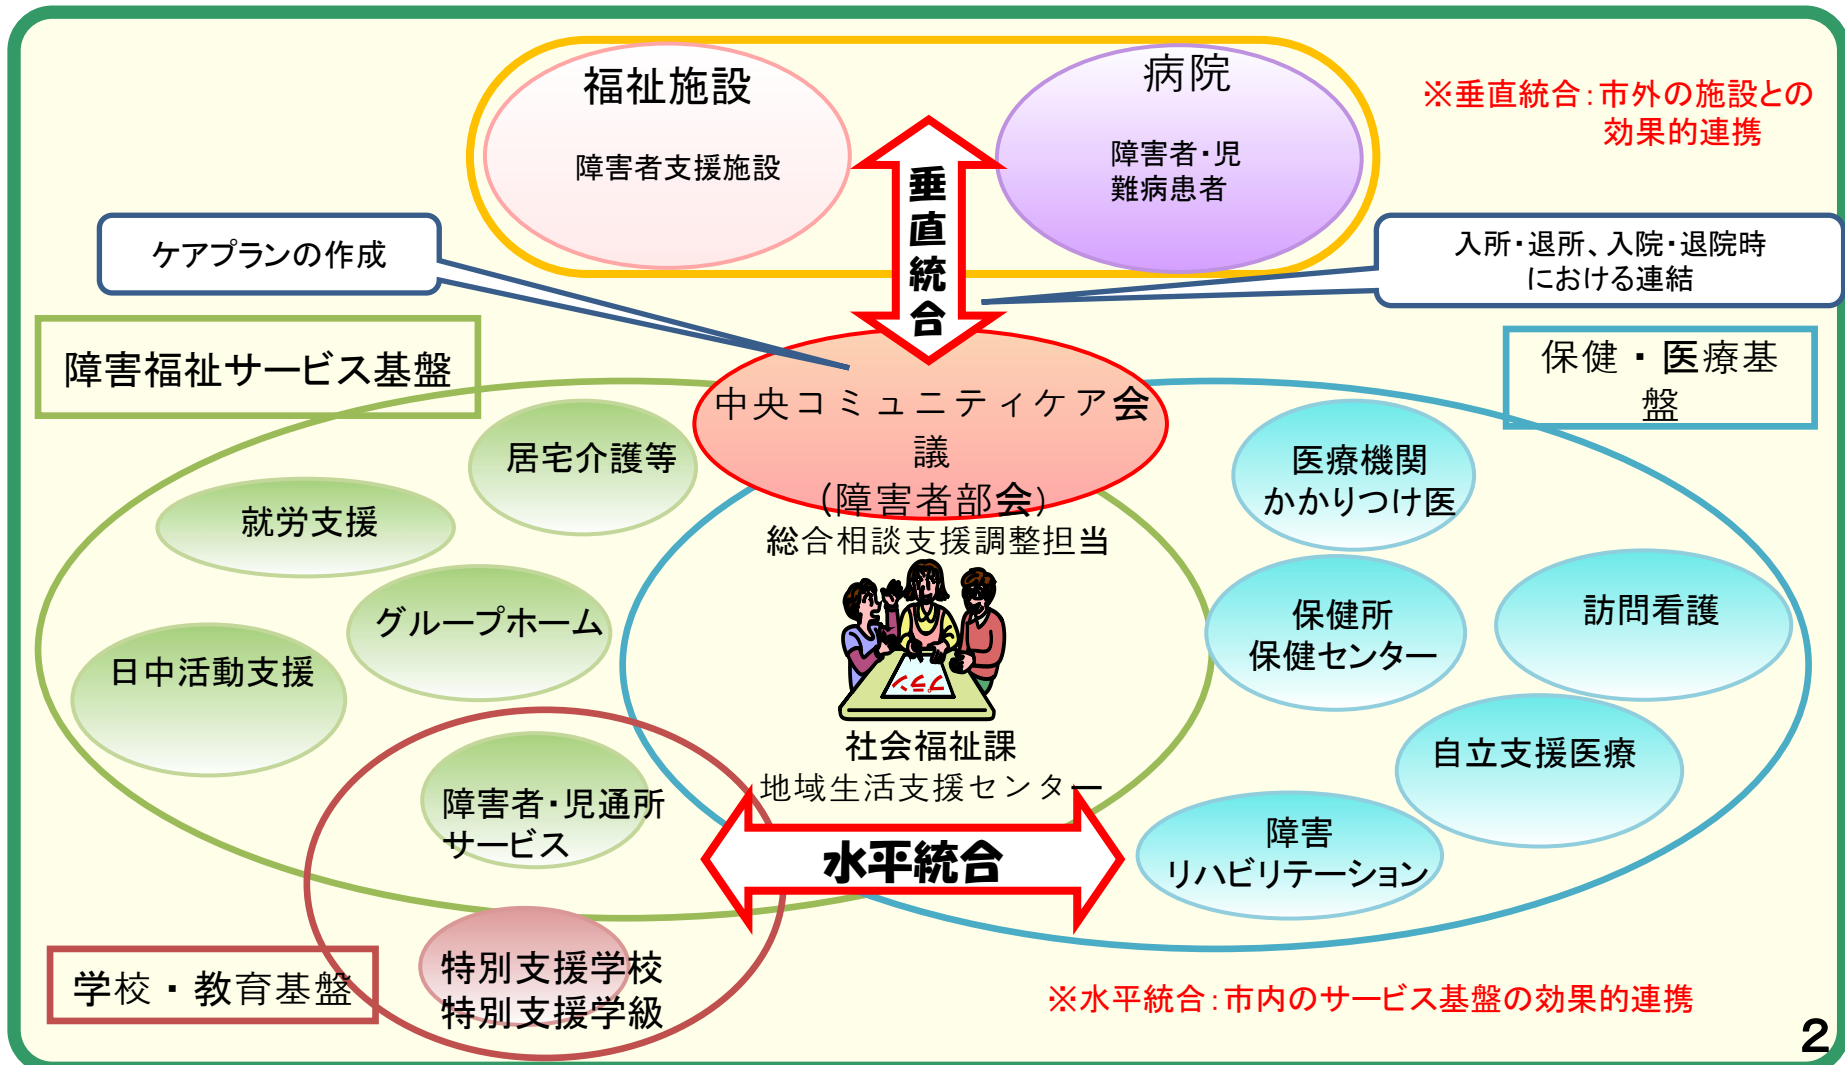 福祉施設
障害者支援施設
病院
障害者・児
難病患者
※垂直統合：市外の施設との
効果的連携
垂直統合
ケアプランの作成
入所・退所、入院・退院時
における連結
障害福祉サービス基盤
保健・医療基
盤
中央コミュニティケア会
議
（障害者部会）
総合相談支援調整担当
居宅介護等
就労支援
グループホーム
日中活動支援
障害者・児通所
サービス
プラン
社会福祉課
地域生活支援センター
医療機関
かかりつけ医
保健所
保健センター
訪問看護
自立支援医療
障害
リハビリテーション
水平統合
学校・教育基盤
特別支援学校
特別支援学級
※水平統合：市内のサービス基盤の効果的連携
2